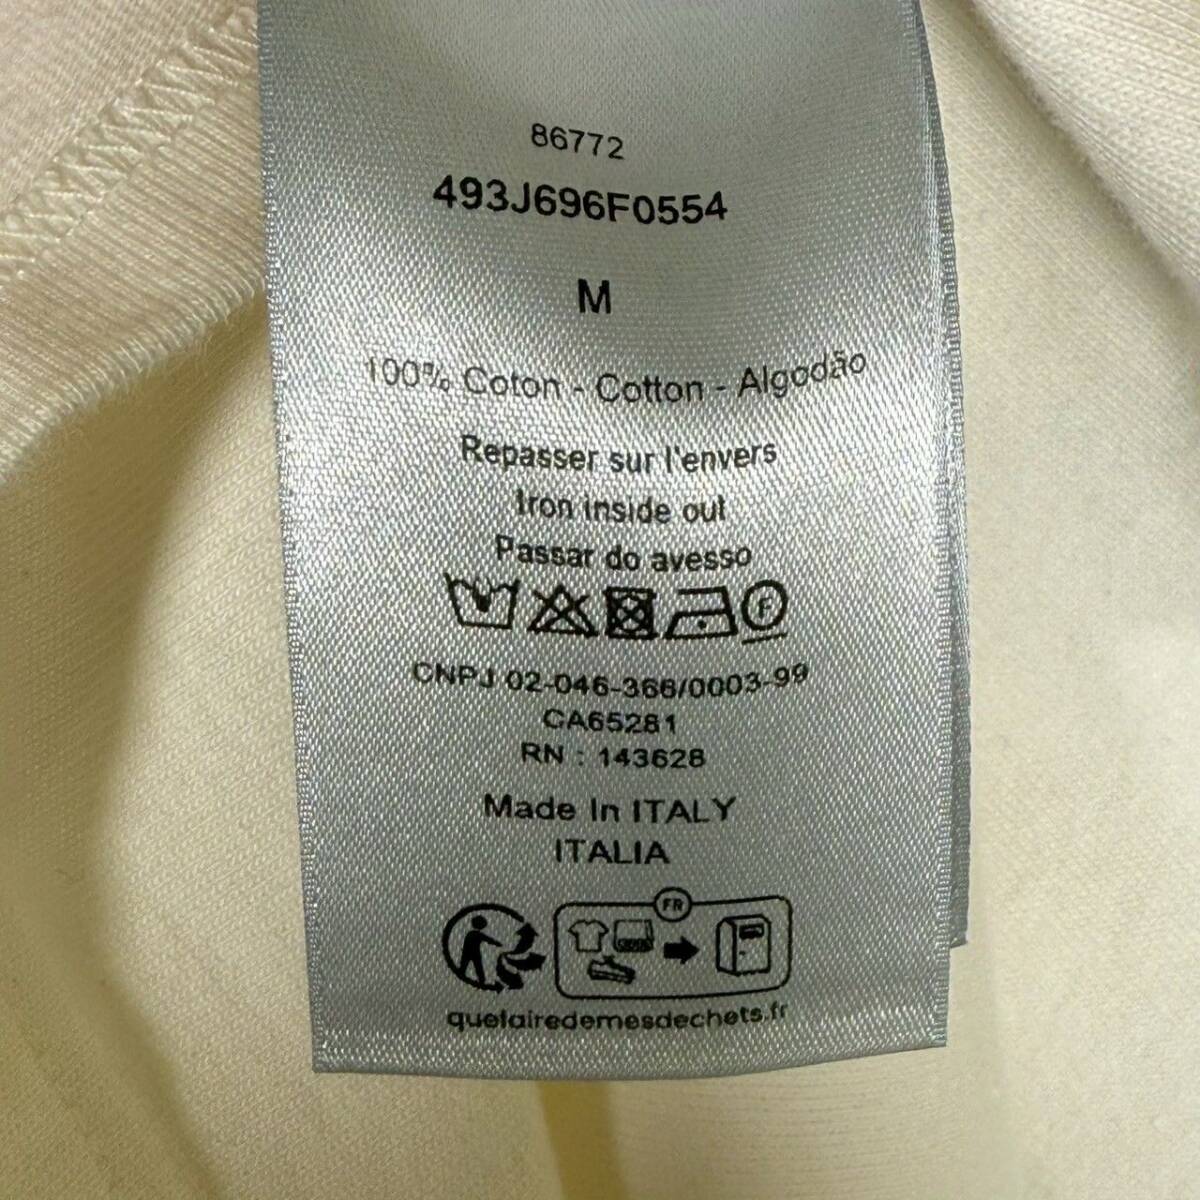 86772
493J696F0554
M
100% Coton - Cotton - Algodão
Repasser sur l'envers
Iron inside out
Passar do avesso
F
CNPJ 02-046-366/0003-99
CA65281
RN : 143628
Made In ITALY
ITALIA
FR
quefairedemesdechets.fr